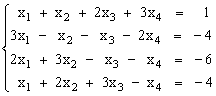 x₁ + x₂ + 2x₃ + 3x₄ = 1
3x₁ - x₂ - x₃ - 2x₄ = -4
2x₁ + 3x₂ - x₃ - x₄ = -6
x₁ + 2x₂ + 3x₃ - x₄ = -4